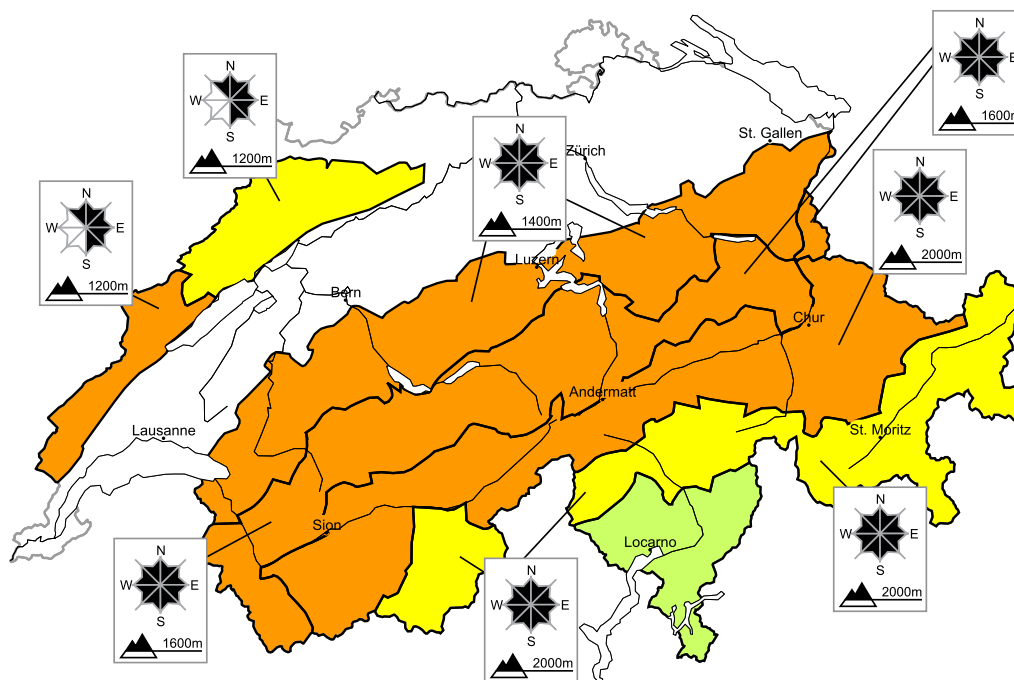 N
W E
S
1600m
N
W E
S
1200m
N
W E
S
1400m
Zürich
St. Gallen
N
W E
S
2000m
N
W E
S
1200m
Luzern
Bern
Chur
Andermatt
Lausanne
St. Moritz
N
W E
S
2000m
Sion
Locarno
N
W E
S
1600m
N
W E
S
2000m